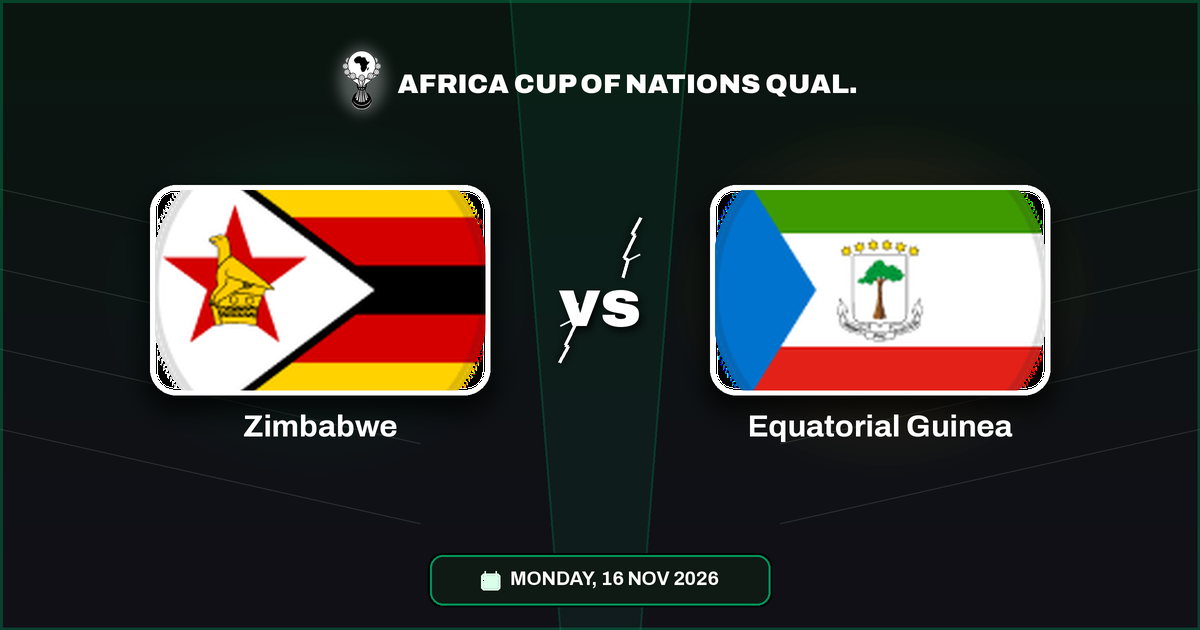 AFRICA CUP OF NATIONS QUAL.
VS
Zimbabwe
Equatorial Guinea
MONDAY, 16 NOV 2026